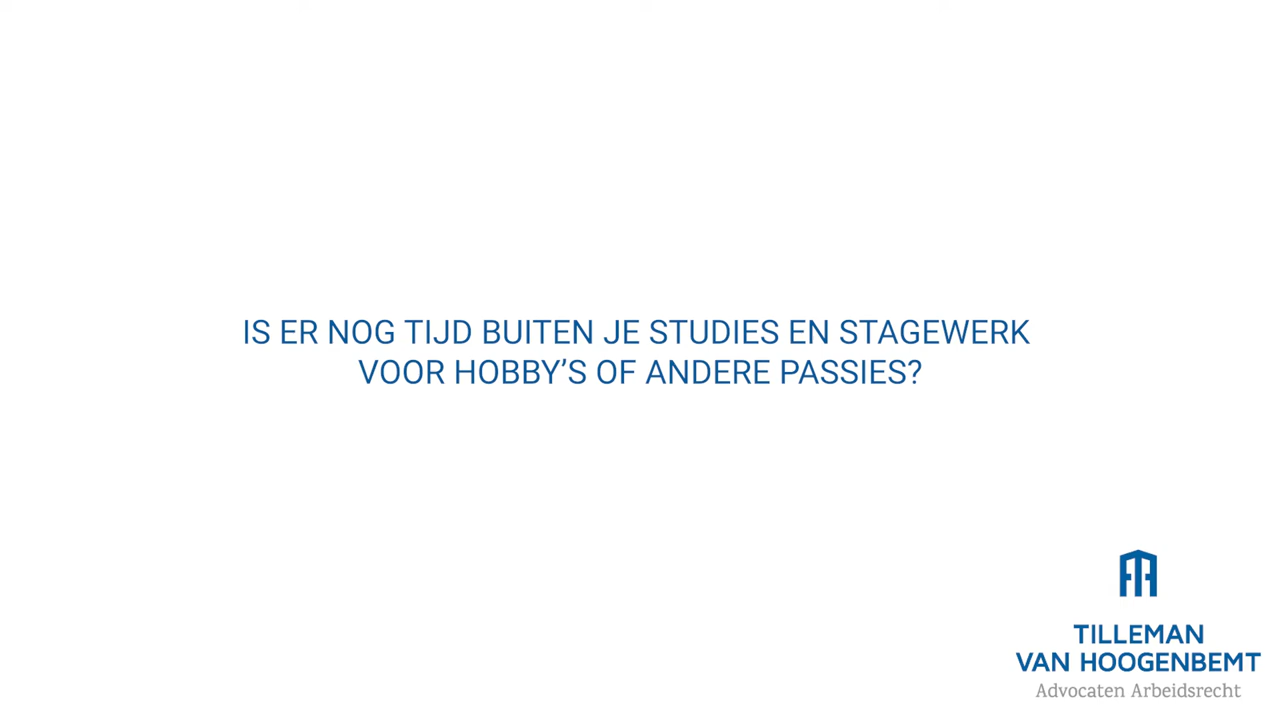 IS ER NOG TIJD BUITEN JE STUDIES EN STAGEWERK
VOOR HOBBY’S OF ANDERE PASSIES?
TILLEMAN
VAN HOOGENBEMT
Advocaten Arbeidsrecht